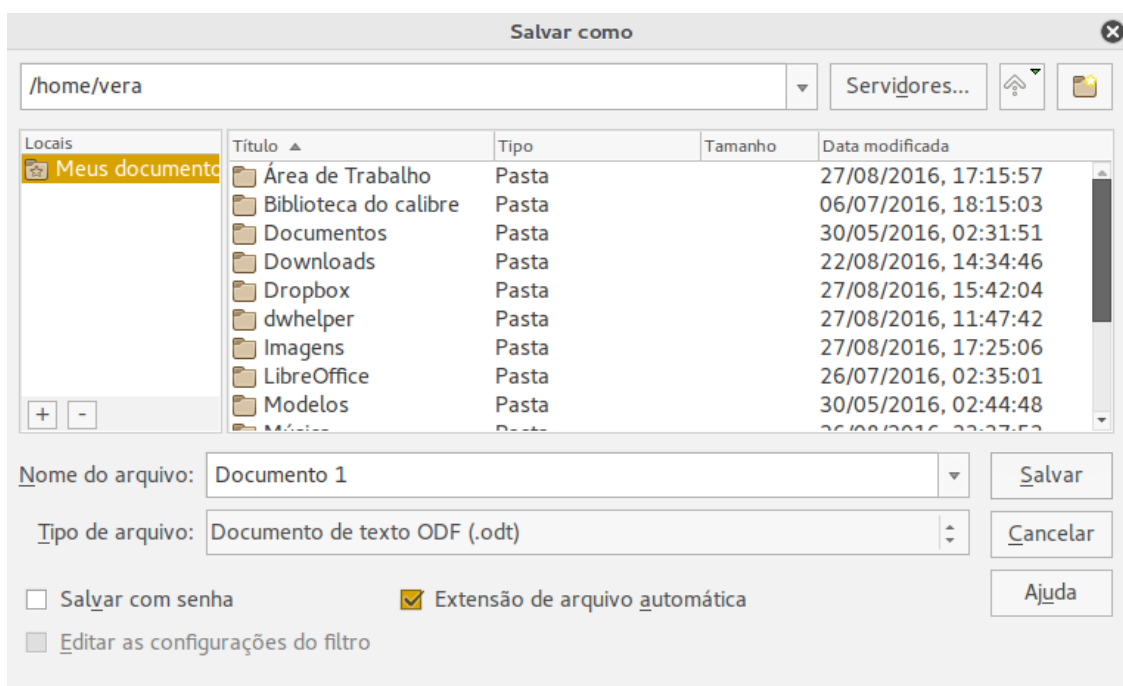 Salvar como
/home/vera Servidores...
Locais Título Tipo Tamanho Data modificada
Meus documento
Área de Trabalho Pasta 27/08/2016, 17:15:57
Biblioteca do calibre Pasta 06/07/2016, 18:15:03
Documentos Pasta 30/05/2016, 02:31:51
Downloads Pasta 22/08/2016, 14:34:46
Dropbox Pasta 27/08/2016, 15:42:04
dwhelper Pasta 27/08/2016, 11:47:42
Imagens Pasta 27/08/2016, 17:25:06
LibreOffice Pasta 26/07/2016, 02:35:01
+ - Modelos Pasta 30/05/2016, 02:44:48
Nome do arquivo: Documento 1 Salvar
Tipo de arquivo: Documento de texto ODF (.odt) Cancelar
Salvar com senha Extensão de arquivo automática Ajuda
Editar as configurações do filtro